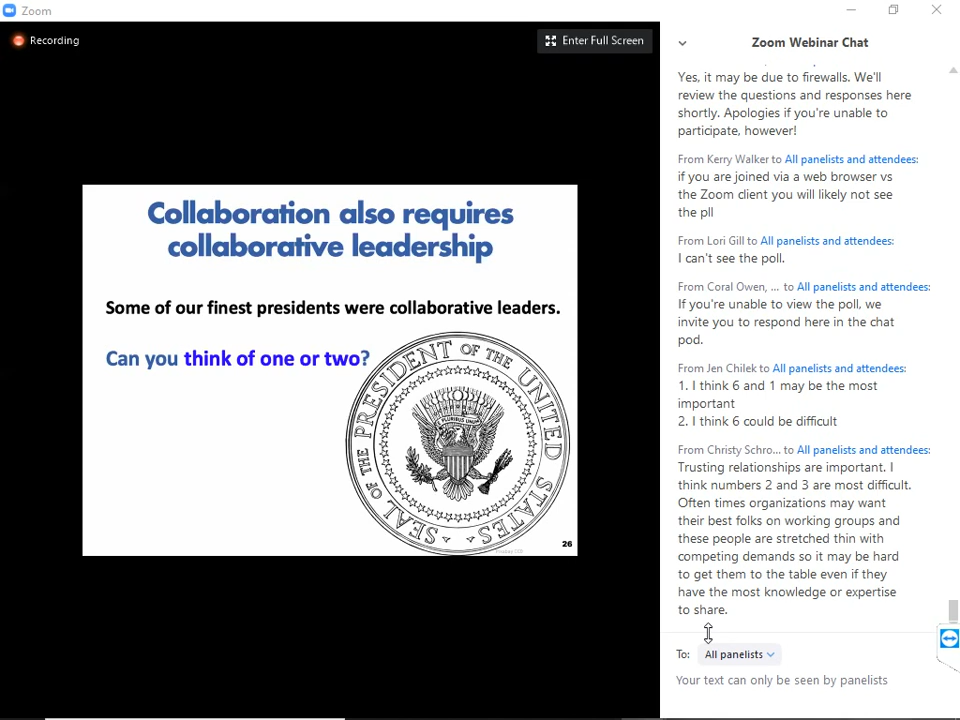 Zoom
Recording
Enter Full Screen
Collaboration also requires
collaborative leadership
Some of our finest presidents were collaborative leaders.
Can you think of one or two?
SEAL OF THE PRESIDENT OF THE UNITED STATES
PLURIBUS UNUM
26
Zoom Webinar Chat
Yes, it may be due to firewalls. We'll
review the questions and responses here
shortly. Apologies if you're unable to
participate, however!
From Kerry Walker to All panelists and attendees:
if you are joined via a web browser vs
the Zoom client you will likely not see
the pll
From Lori Gill to All panelists and attendees:
I can't see the poll.
From Coral Owen, ... to All panelists and attendees:
If you're unable to view the poll, we
invite you to respond here in the chat
pod.
From Jen Chilek to All panelists and attendees:
1. I think 6 and 1 may be the most
important
2. I think 6 could be difficult
From Christy Schro... to All panelists and attendees:
Trusting relationships are important. I
think numbers 2 and 3 are most difficult.
Often times organizations may want
their best folks on working groups and
these people are stretched thin with
competing demands so it may be hard
to get them to the table even if they
have the most knowledge or expertise
to share.
To: All panelists
Your text can only be seen by panelists